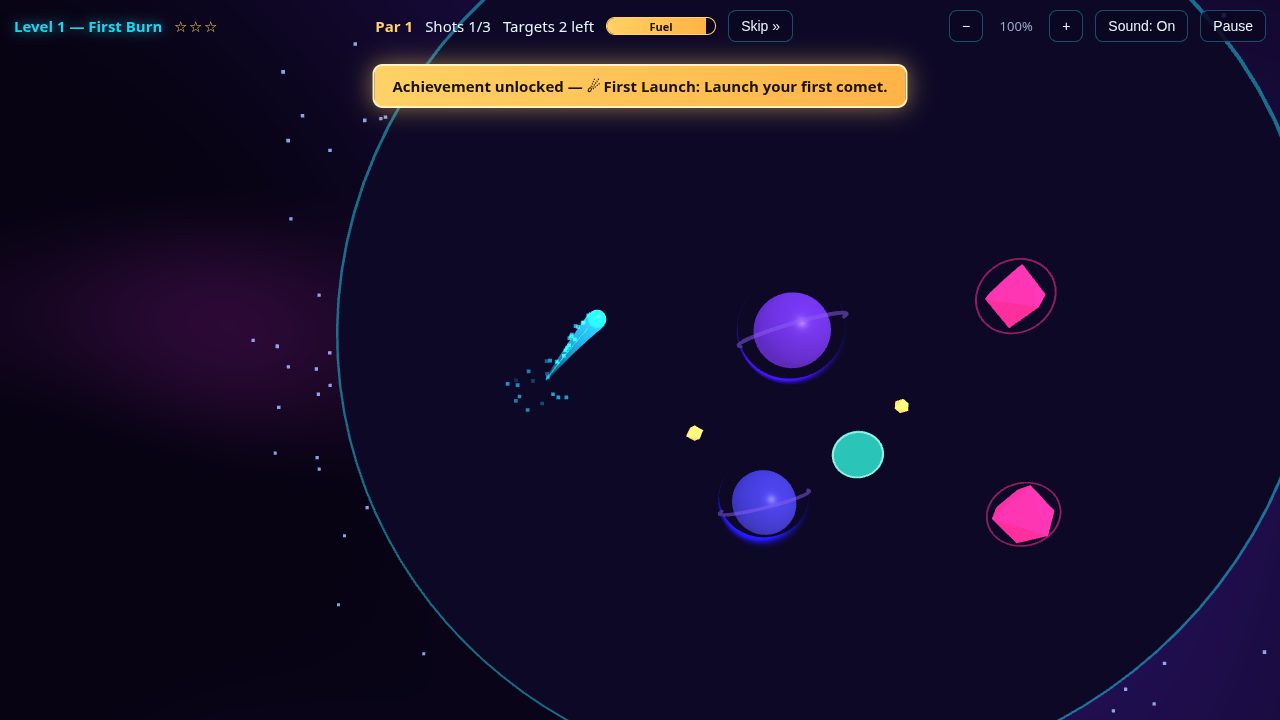 Level 1 — First Burn ☆☆☆
Par 1 Shots 1/3 Targets 2 left Fuel Skip »
− 100% + Sound: On Pause
Achievement unlocked — ☄ First Launch: Launch your first comet.